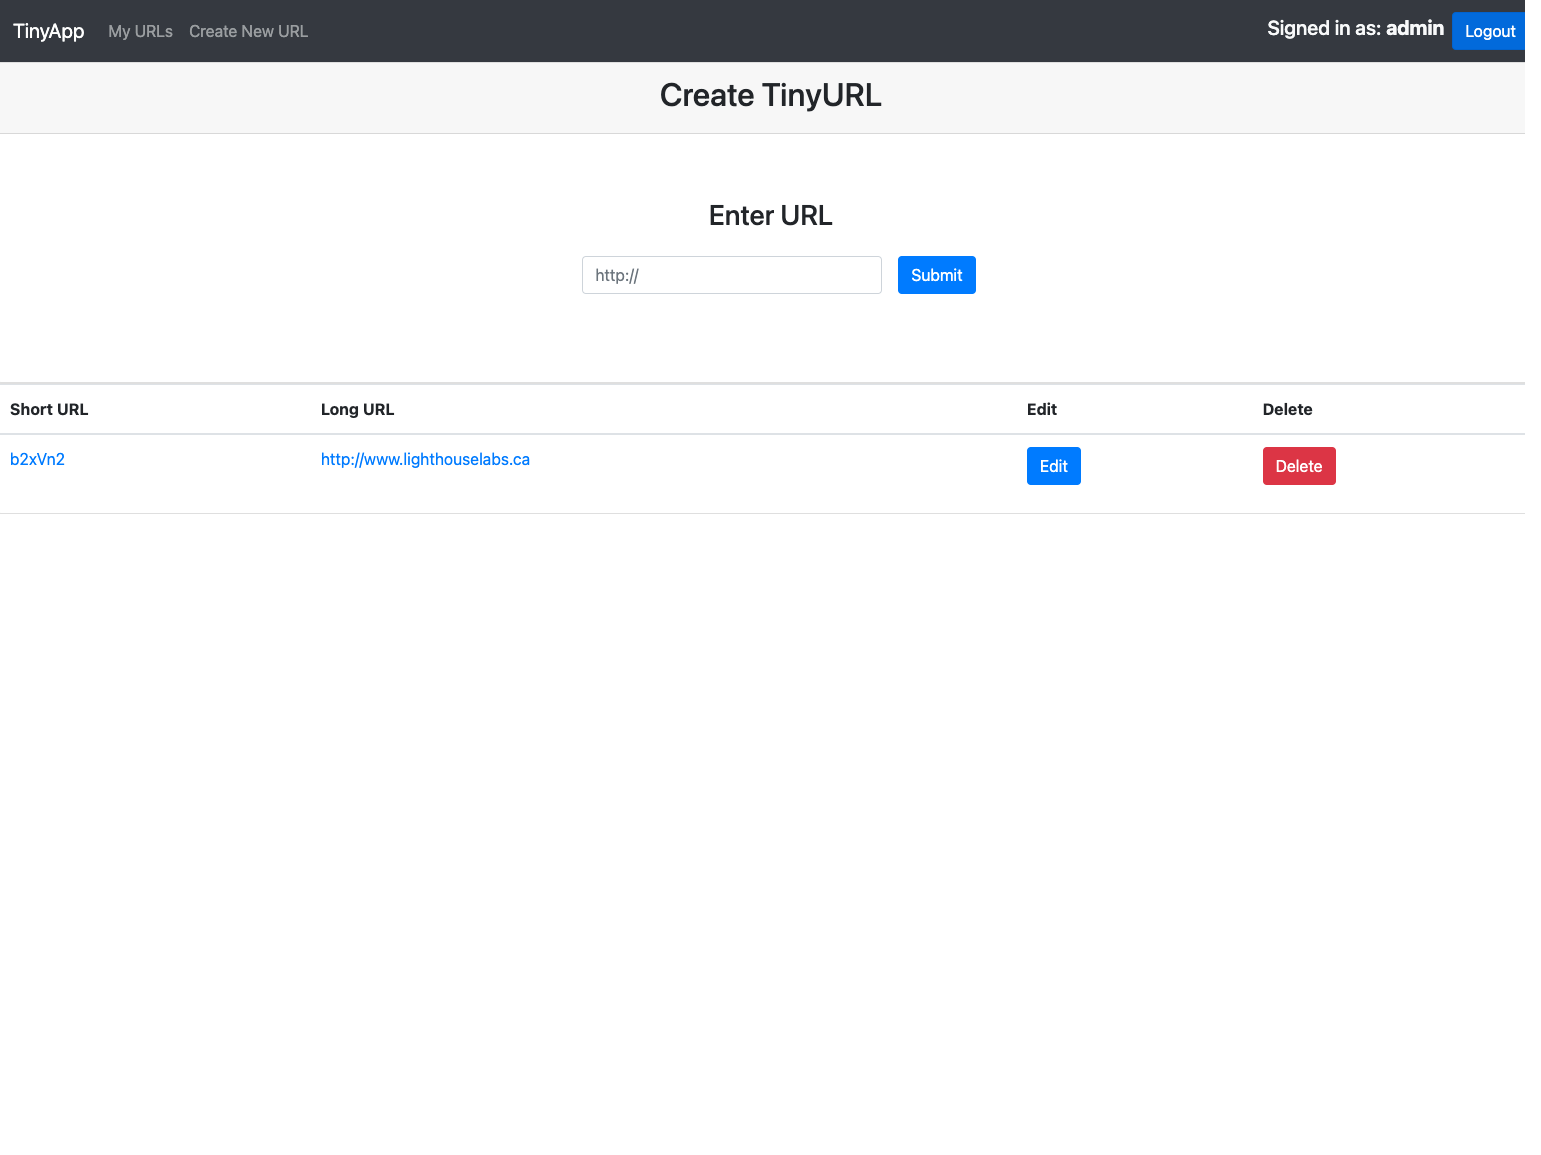 TinyApp My URLs Create New URL Signed in as: admin Logout
Create TinyURL
Enter URL
http:// Submit
Short URL Long URL Edit Delete
b2xVn2 http://www.lighthouselabs.ca Edit Delete